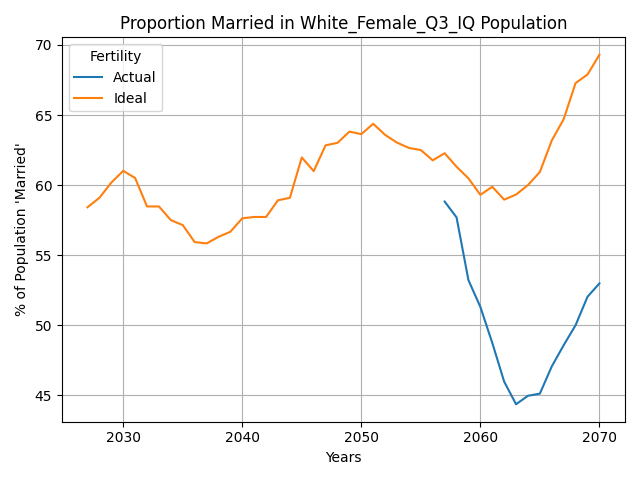 Proportion Married in White_Female_Q3_IQ Population
% of Population 'Married'
70
65
60
55
50
45
Fertility
Actual
Ideal
2030 2040 2050 2060 2070
Years